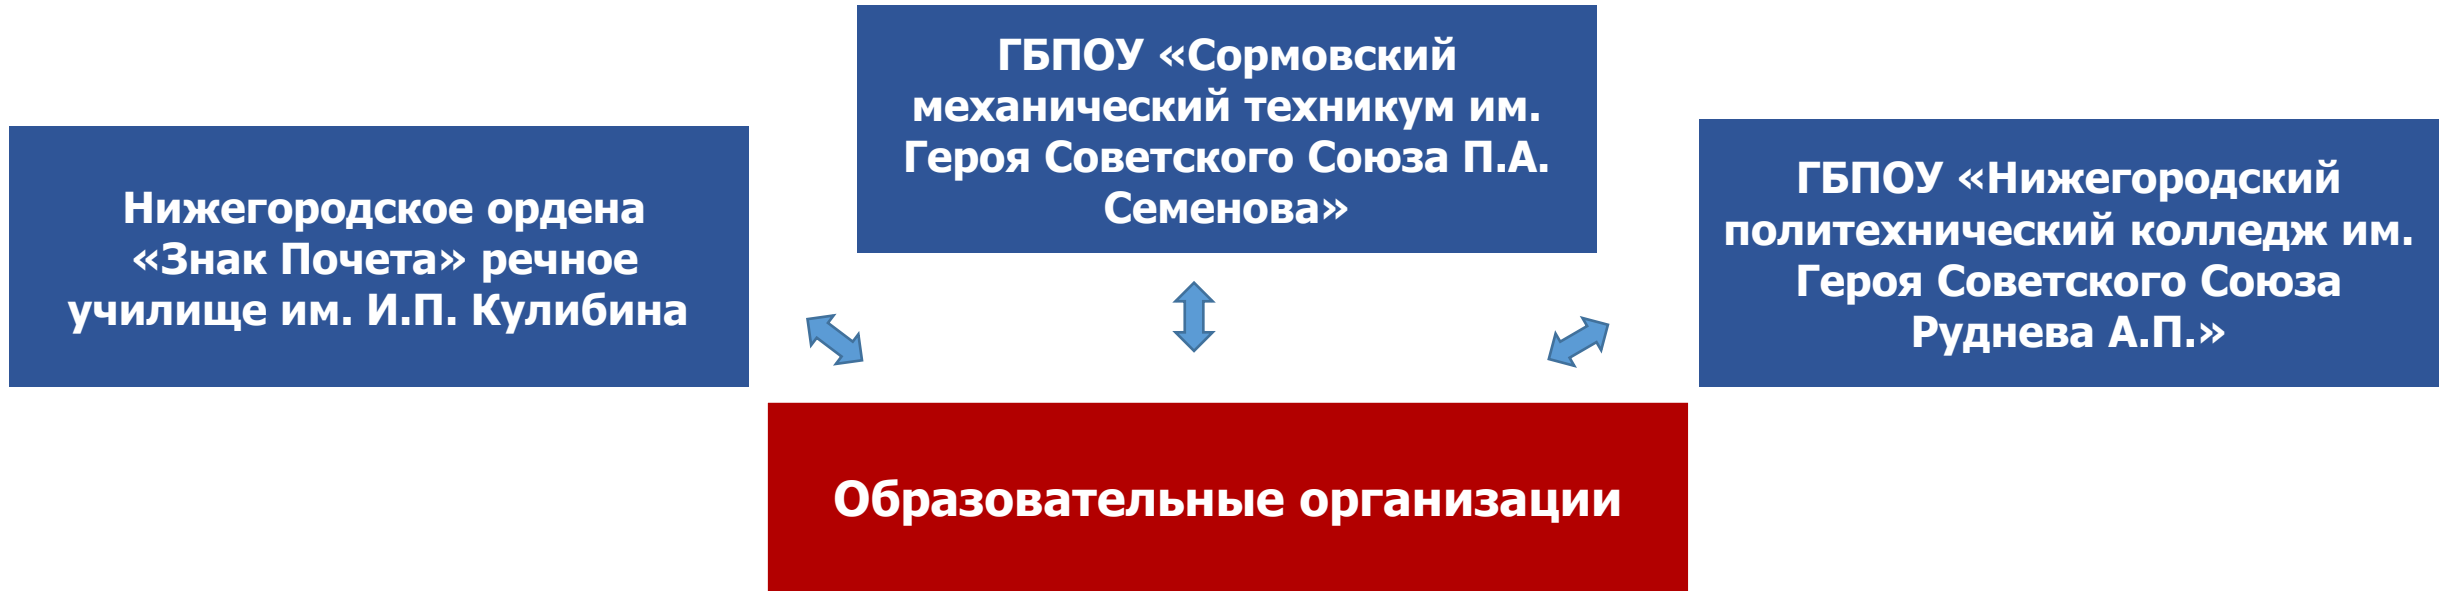 Нижегородское ордена
«Знак Почета» речное
училище им. И.П. Кулибина
ГБПОУ «Сормовский
механический техникум им.
Героя Советского Союза П.А.
Семенова»
ГБПОУ «Нижегородский
политехнический колледж им.
Героя Советского Союза
Руднева А.П.»
Образовательные организации